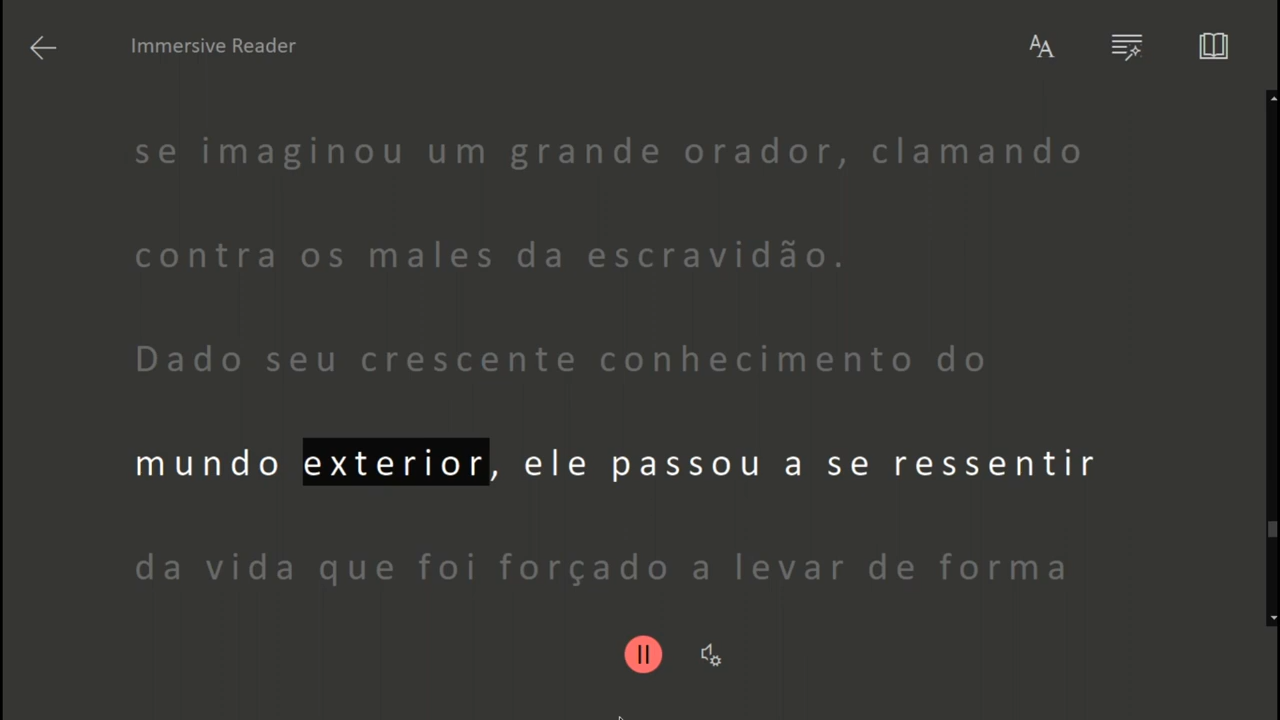 Immersive Reader
se imaginou um grande orador, clamando
contra os males da escravidão.
Dado seu crescente conhecimento do
mundo exterior, ele passou a se ressentir
da vida que foi forçado a levar de forma